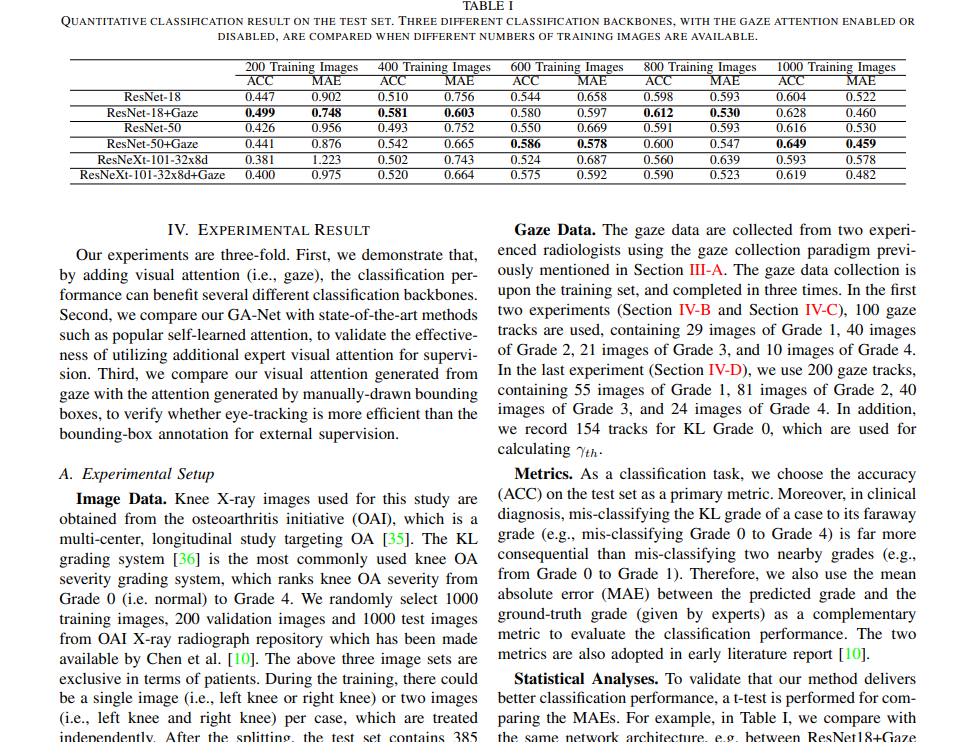 TABLE I
QUANTITATIVE CLASSIFICATION RESULT ON THE TEST SET. THREE DIFFERENT CLASSIFICATION BACKBONES, WITH THE GAZE ATTENTION ENABLED OR
DISABLED, ARE COMPARED WHEN DIFFERENT NUMBERS OF TRAINING IMAGES ARE AVAILABLE.
200 Training Images 400 Training Images 600 Training Images 800 Training Images 1000 Training Images
ACC MAE ACC MAE ACC MAE ACC MAE ACC MAE
ResNet-18 0.447 0.902 0.510 0.756 0.544 0.658 0.598 0.593 0.604 0.522
ResNet-18+Gaze 0.499 0.748 0.581 0.603 0.580 0.597 0.612 0.530 0.628 0.460
ResNet-50 0.426 0.956 0.493 0.752 0.550 0.669 0.591 0.593 0.616 0.530
ResNet-50+Gaze 0.441 0.876 0.542 0.665 0.586 0.578 0.600 0.547 0.649 0.459
ResNeXt-101-32x8d 0.381 1.223 0.502 0.743 0.524 0.687 0.560 0.639 0.593 0.578
ResNeXt-101-32x8d+Gaze 0.400 0.975 0.520 0.664 0.575 0.592 0.590 0.523 0.619 0.482
IV. EXPERIMENTAL RESULT
Our experiments are three-fold. First, we demonstrate that,
by adding visual attention (i.e., gaze), the classification per-
formance can benefit several different classification backbones.
Second, we compare our GA-Net with state-of-the-art methods
such as popular self-learned attention, to validate the effective-
ness of utilizing additional expert visual attention for supervi-
sion. Third, we compare our visual attention generated from
gaze with the attention generated by manually-drawn bounding
boxes, to verify whether eye-tracking is more efficient than the
bounding-box annotation for external supervision.
A. Experimental Setup
Image Data. Knee X-ray images used for this study are
obtained from the osteoarthritis initiative (OAI), which is a
multi-center, longitudinal study targeting OA [35]. The KL
grading system [36] is the most commonly used knee OA
severity grading system, which ranks knee OA severity from
Grade 0 (i.e. normal) to Grade 4. We randomly select 1000
training images, 200 validation images and 1000 test images
from OAI X-ray radiograph repository which has been made
available by Chen et al. [10]. The above three image sets are
exclusive in terms of patients. During the training, there could
be a single image (i.e., left knee or right knee) or two images
(i.e., left knee and right knee) per case, which are treated
independently. After the splitting, the test set contains 385
Gaze Data. The gaze data are collected from two experi-
enced radiologists using the gaze collection paradigm previ-
ously mentioned in Section III-A. The gaze data collection is
upon the training set, and completed in three times. In the first
two experiments (Section IV-B and Section IV-C), 100 gaze
tracks are used, containing 29 images of Grade 1, 40 images
of Grade 2, 21 images of Grade 3, and 10 images of Grade 4.
In the last experiment (Section IV-D), we use 200 gaze tracks,
containing 55 images of Grade 1, 81 images of Grade 2, 40
images of Grade 3, and 24 images of Grade 4. In addition,
we record 154 tracks for KL Grade 0, which are used for
calculating γth.
Metrics. As a classification task, we choose the accuracy
(ACC) on the test set as a primary metric. Moreover, in clinical
diagnosis, mis-classifying the KL grade of a case to its faraway
grade (e.g., mis-classifying Grade 0 to Grade 4) is far more
consequential than mis-classifying two nearby grades (e.g.,
from Grade 0 to Grade 1). Therefore, we also use the mean
absolute error (MAE) between the predicted grade and the
ground-truth grade (given by experts) as a complementary
metric to evaluate the classification performance. The two
metrics are also adopted in early literature report [10].
Statistical Analyses. To validate that our method delivers
better classification performance, a t-test is performed for com-
paring the MAEs. For example, in Table I, we compare with
the same network architecture, e.g. between ResNet18+Gaze